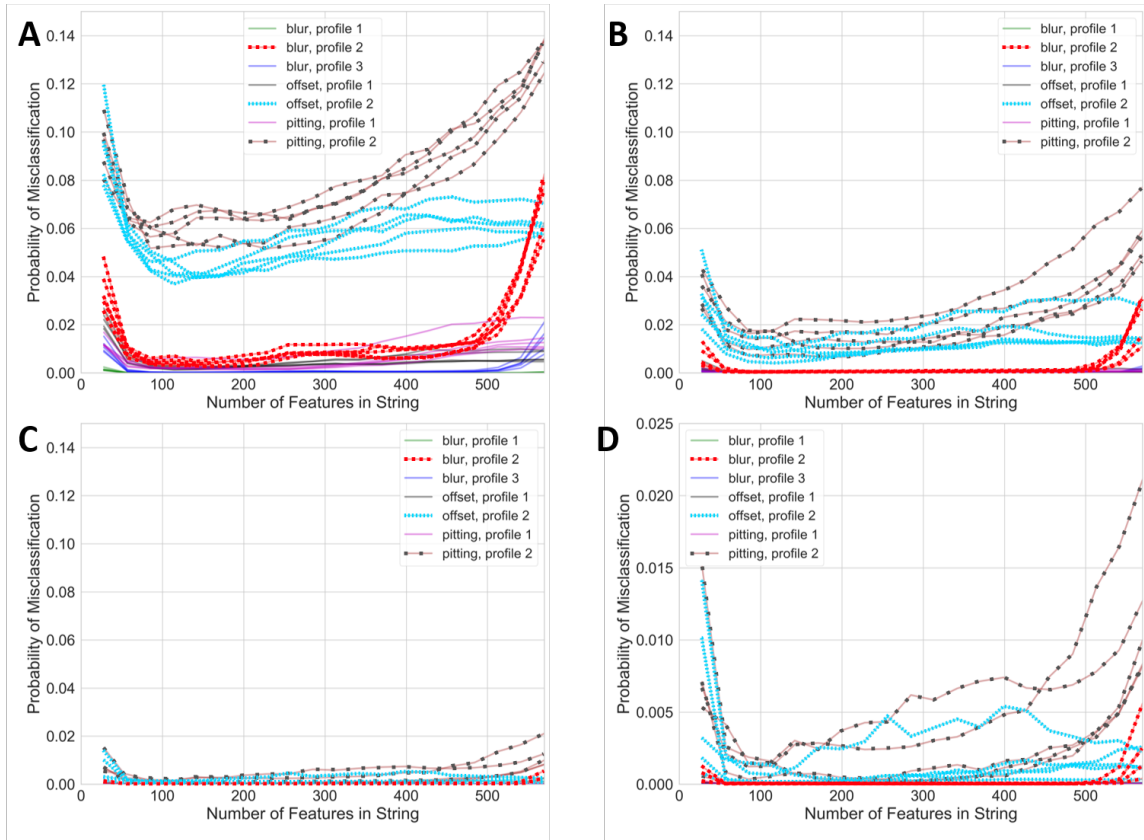 A
0.14
0.12
0.10
0.08
0.06
0.04
0.02
0.00
Probability of Misclassification
blur, profile 1
blur, profile 2
blur, profile 3
offset, profile 1
offset, profile 2
pitting, profile 1
pitting, profile 2
0 100 200 300 400 500
Number of Features in String
B
0.14
0.12
0.10
0.08
0.06
0.04
0.02
0.00
Probability of Misclassification
blur, profile 1
blur, profile 2
blur, profile 3
offset, profile 1
offset, profile 2
pitting, profile 1
pitting, profile 2
0 100 200 300 400 500
Number of Features in String
C
0.14
0.12
0.10
0.08
0.06
0.04
0.02
0.00
Probability of Misclassification
blur, profile 1
blur, profile 2
blur, profile 3
offset, profile 1
offset, profile 2
pitting, profile 1
pitting, profile 2
0 100 200 300 400 500
Number of Features in String
D
0.025
0.020
0.015
0.010
0.005
0.000
Probability of Misclassification
blur, profile 1
blur, profile 2
blur, profile 3
offset, profile 1
offset, profile 2
pitting, profile 1
pitting, profile 2
0 100 200 300 400 500
Number of Features in String